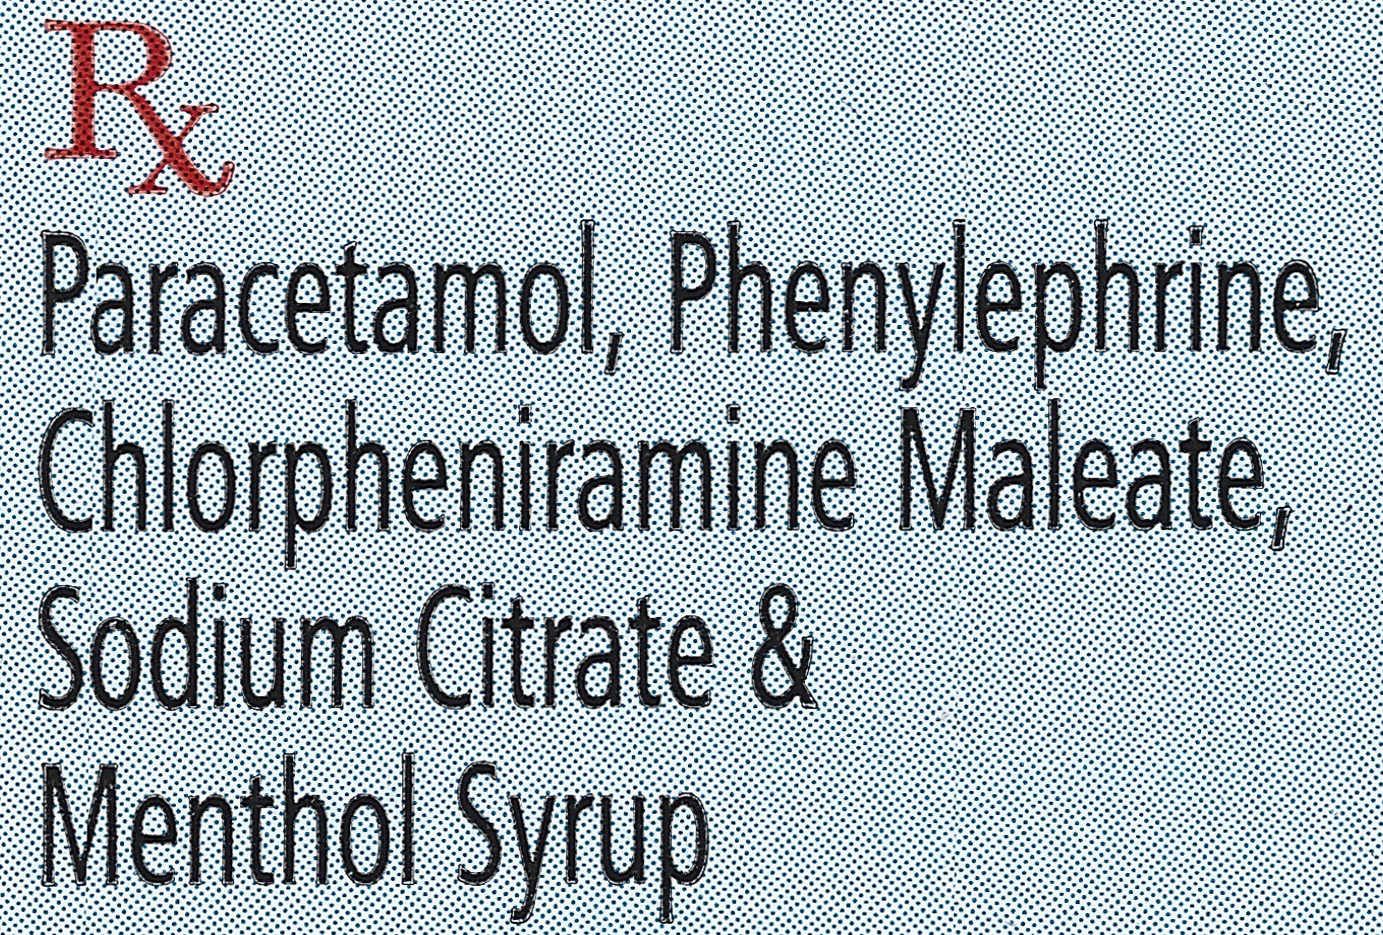 Rx
Paracetamol, Phenylephrine,
Chlorpheniramine Maleate,
Sodium Citrate &
Menthol Syrup